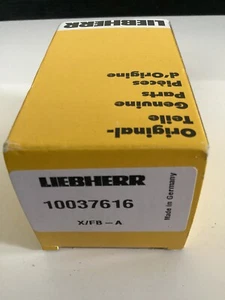 LIEBHERR
Original-
Teile
Genuine
Parts
Pièces
d'Origine
LIEBHERR
10037616
X/FB - A
Made in Germany